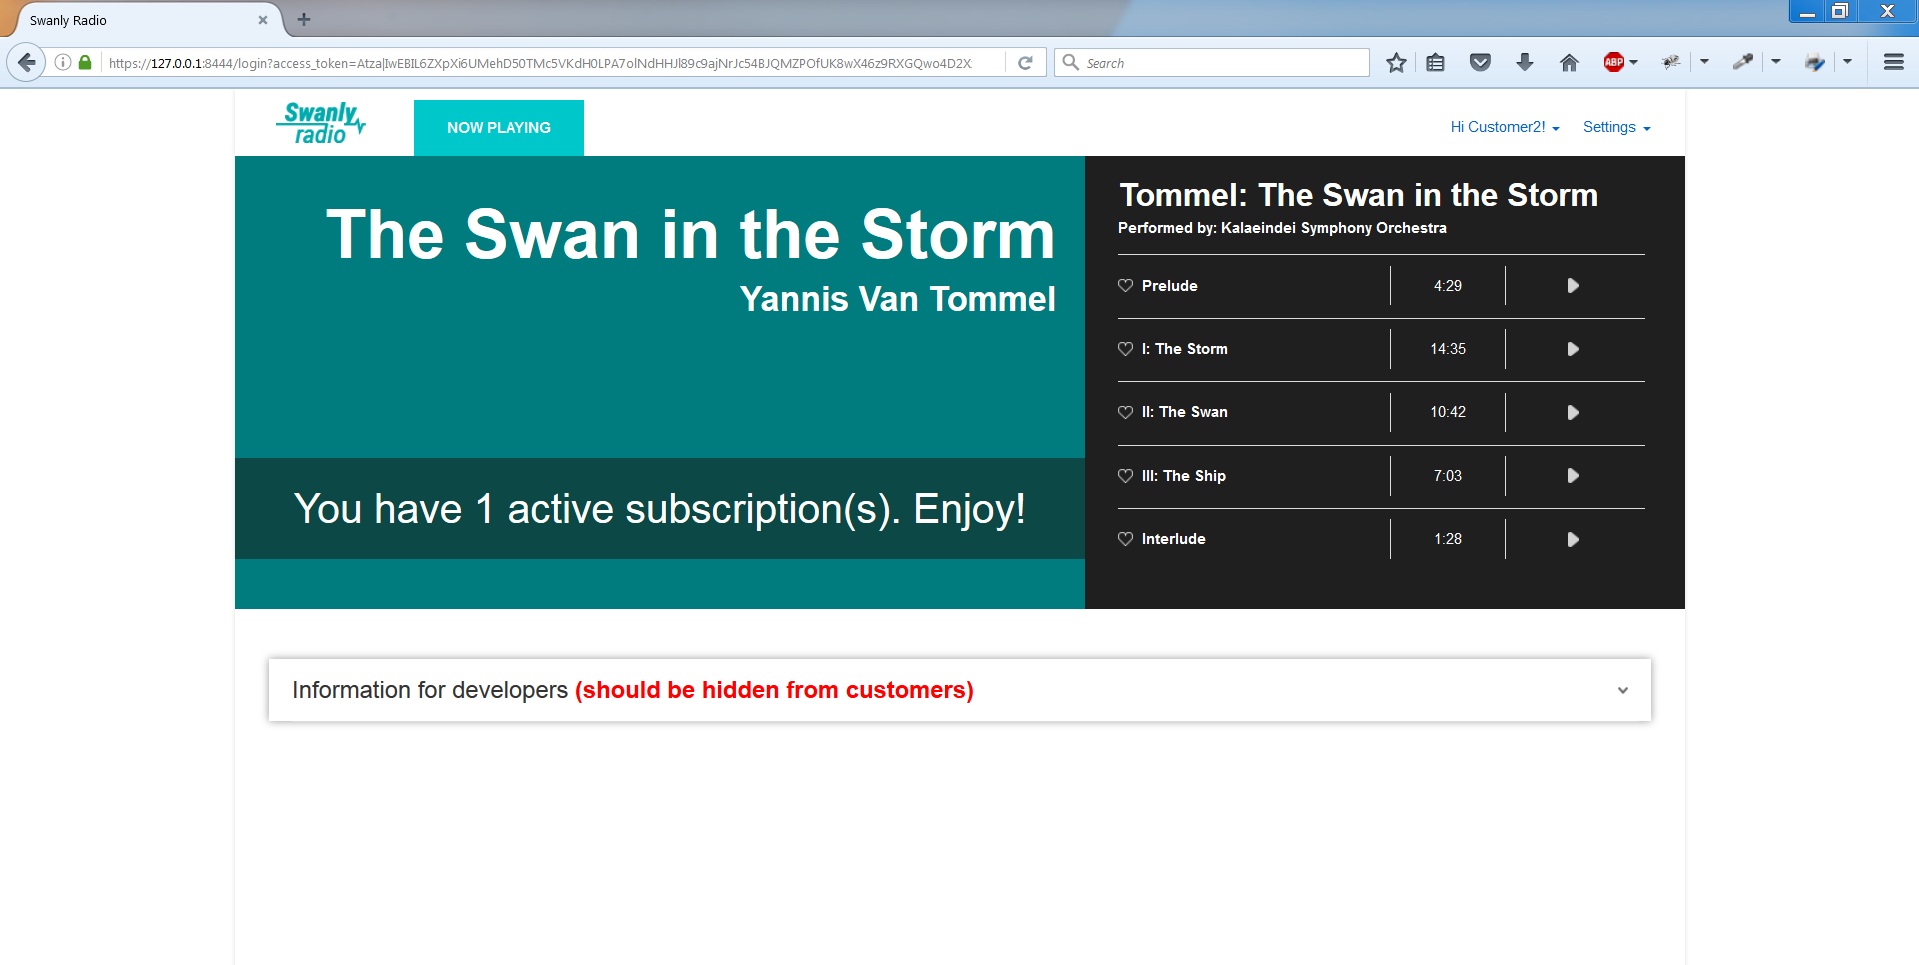 Swanly Radio
https://127.0.0.1:8444/login?access_token=Atza|IwEBIL6ZXpXi6UMehD50TMc5VKdH0LPA7olNdHHJl89c9ajNrJc54BJQMZPOfUK8wX46z9RXGQwo4D2X
Search
ABP
Swanly
radio
NOW PLAYING
Hi Customer2!
Settings
The Swan in the Storm
Yannis Van Tommel
You have 1 active subscription(s). Enjoy!
Tommel: The Swan in the Storm
Performed by: Kalaeindei Symphony Orchestra
Prelude 4:29
I: The Storm 14:35
II: The Swan 10:42
III: The Ship 7:03
Interlude 1:28
Information for developers (should be hidden from customers)